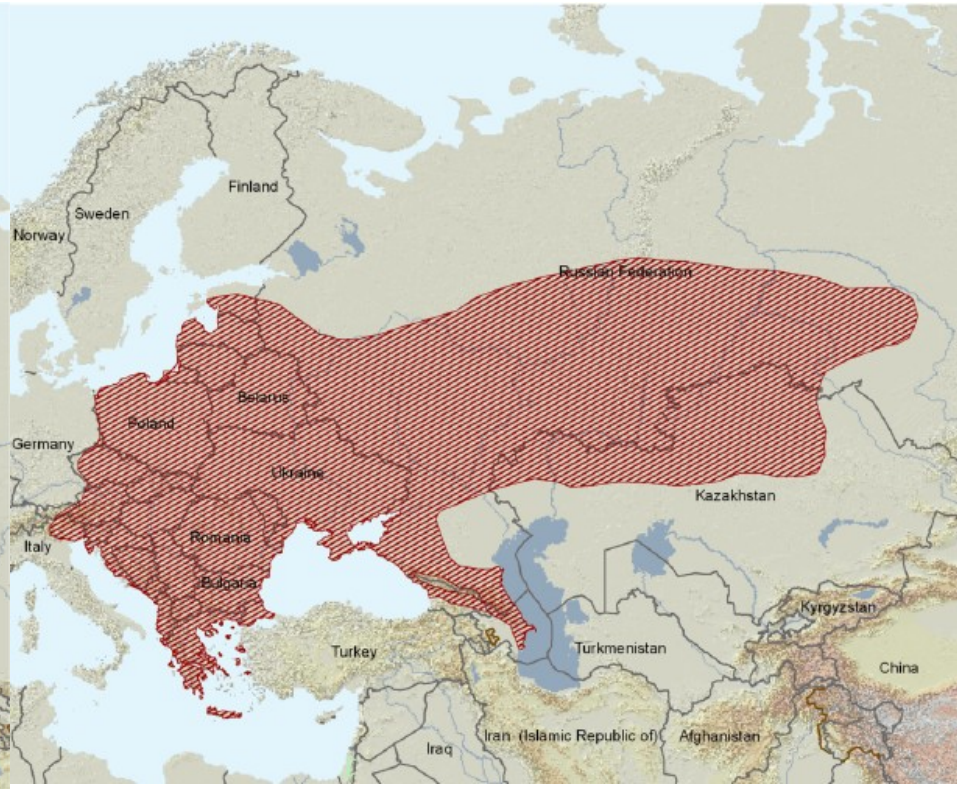 Finland
Sweden
Norway
Russian Federation
Belarus
Poland
Germany
Ukraine
Kazakhstan
Romania
Italy
Bulgaria
Kyrgyzstan
Turkey
Turkmenistan
China
Iraq
Iran (Islamic Republic of)
Afghanistan